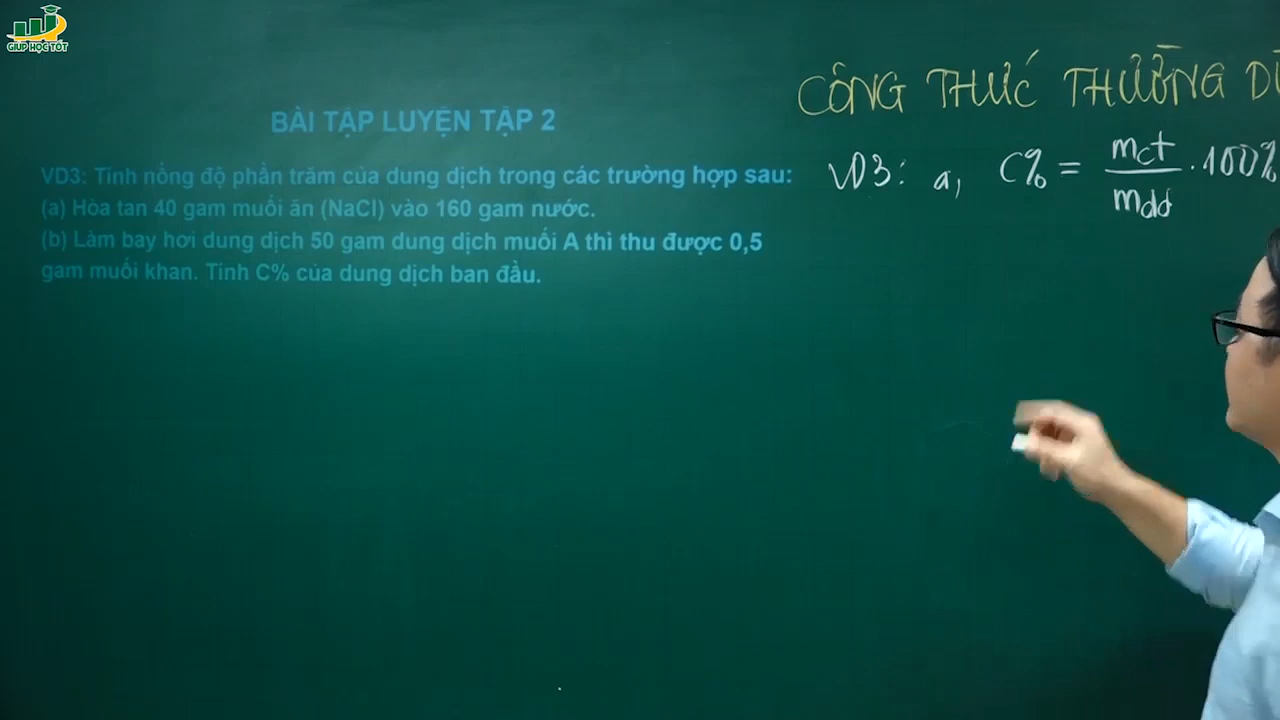 GIÚP HỌC TỐT
BÀI TẬP LUYỆN TẬP 2
VD3: Tính nồng độ phần trăm của dung dịch trong các trường hợp sau:
(a) Hòa tan 40 gam muối ăn (NaCl) vào 160 gam nước.
(b) Làm bay hơi dung dịch 50 gam dung dịch muối A thì thu được 0,5
gam muối khan. Tính C% của dung dịch ban đầu.
CÔNG THỨC THƯỜNG DÙ
VD3: a, C% = mct / mdd . 100%